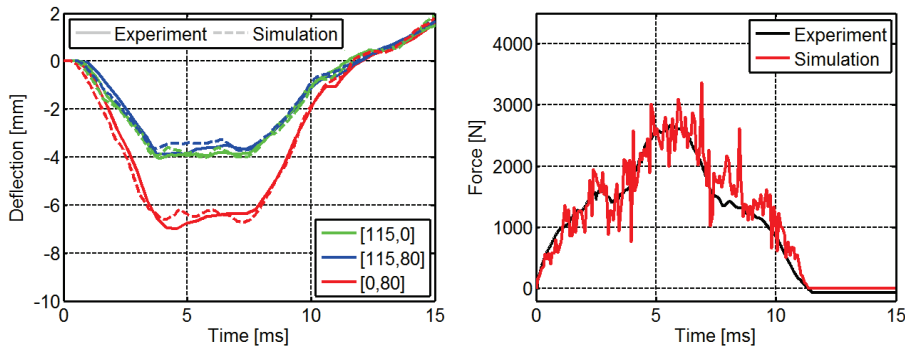 Experiment Simulation
2
0
-2
-4
-6
-8
-10
Deflection [mm]
[115,0]
[115,80]
[0,80]
0 5 10 15
Time [ms]
Experiment
Simulation
4000
3000
2000
1000
0
Force [N]
0 5 10 15
Time [ms]